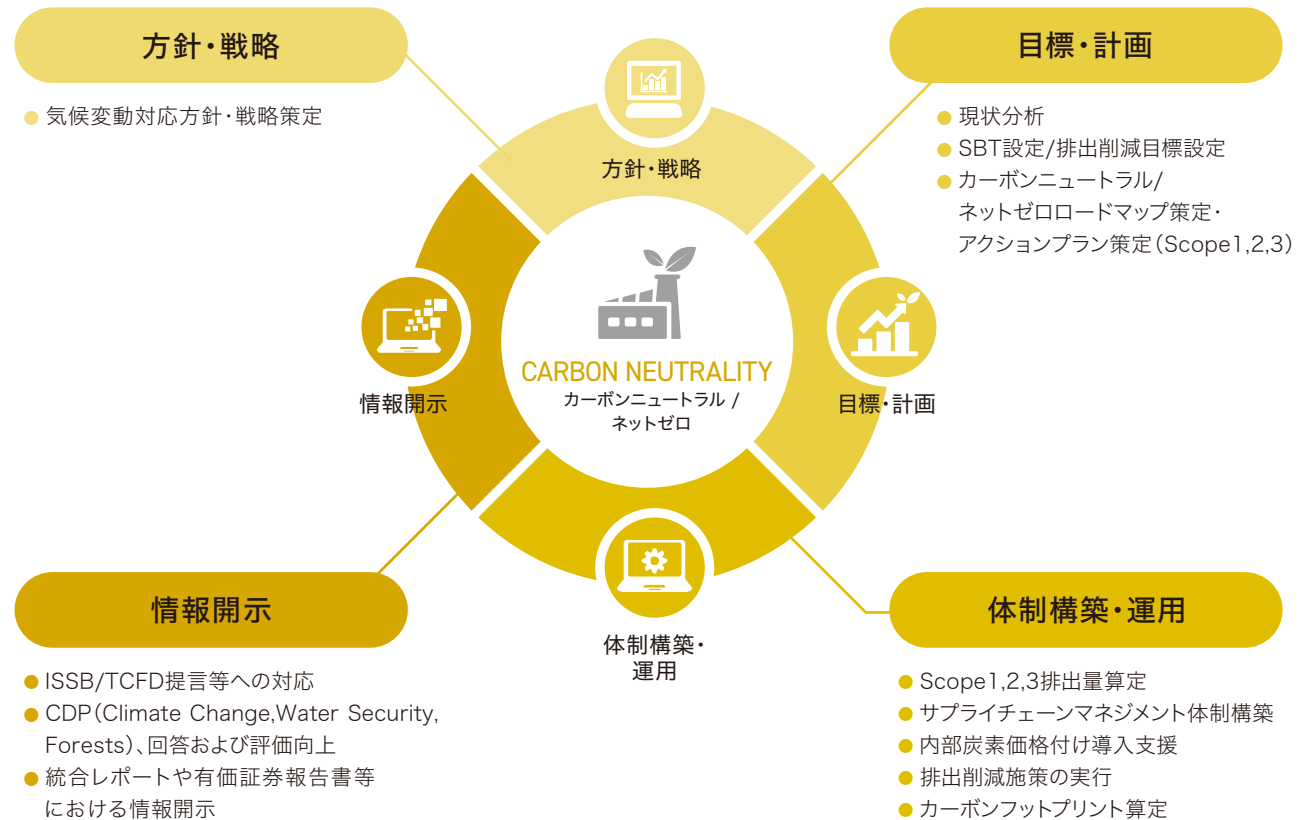 方針・戦略
● 気候変動対応方針・戦略策定
目標・計画
● 現状分析
● SBT設定/排出削減目標設定
● カーボンニュートラル/
ネットゼロロードマップ策定・
アクションプラン策定(Scope1,2,3)
方針・戦略
情報開示
CARBON NEUTRALITY
カーボンニュートラル /
ネットゼロ
目標・計画
体制構築・
運用
情報開示
● ISSB/TCFD提言等への対応
● CDP(Climate Change,Water Security,
Forests)、回答および評価向上
● 統合レポートや有価証券報告書等
における情報開示
体制構築・運用
● Scope1,2,3排出量算定
● サプライチェーンマネジメント体制構築
● 内部炭素価格付け導入支援
● 排出削減施策の実行
● カーボンフットプリント算定